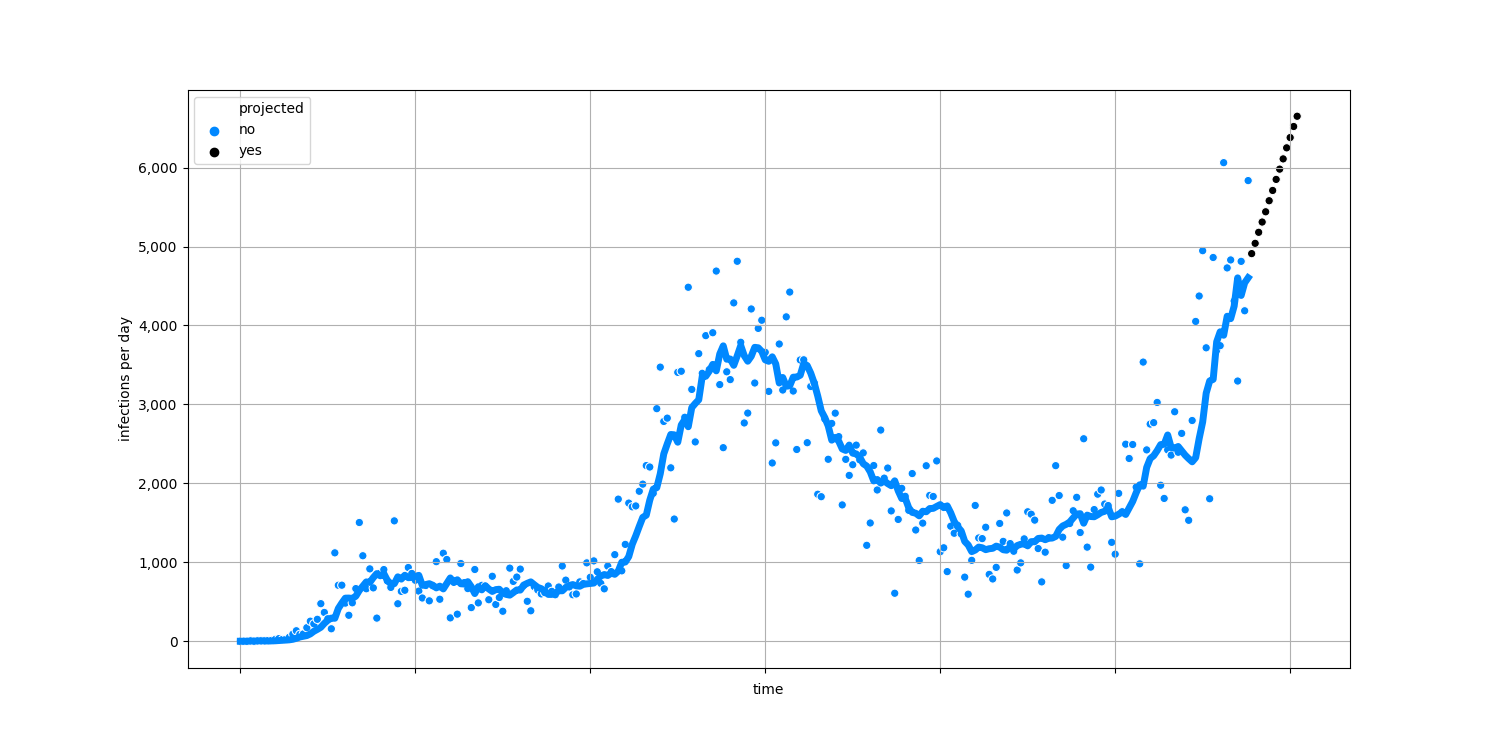 projected
no
yes
6,000
5,000
4,000
3,000
2,000
1,000
0
infections per day
time